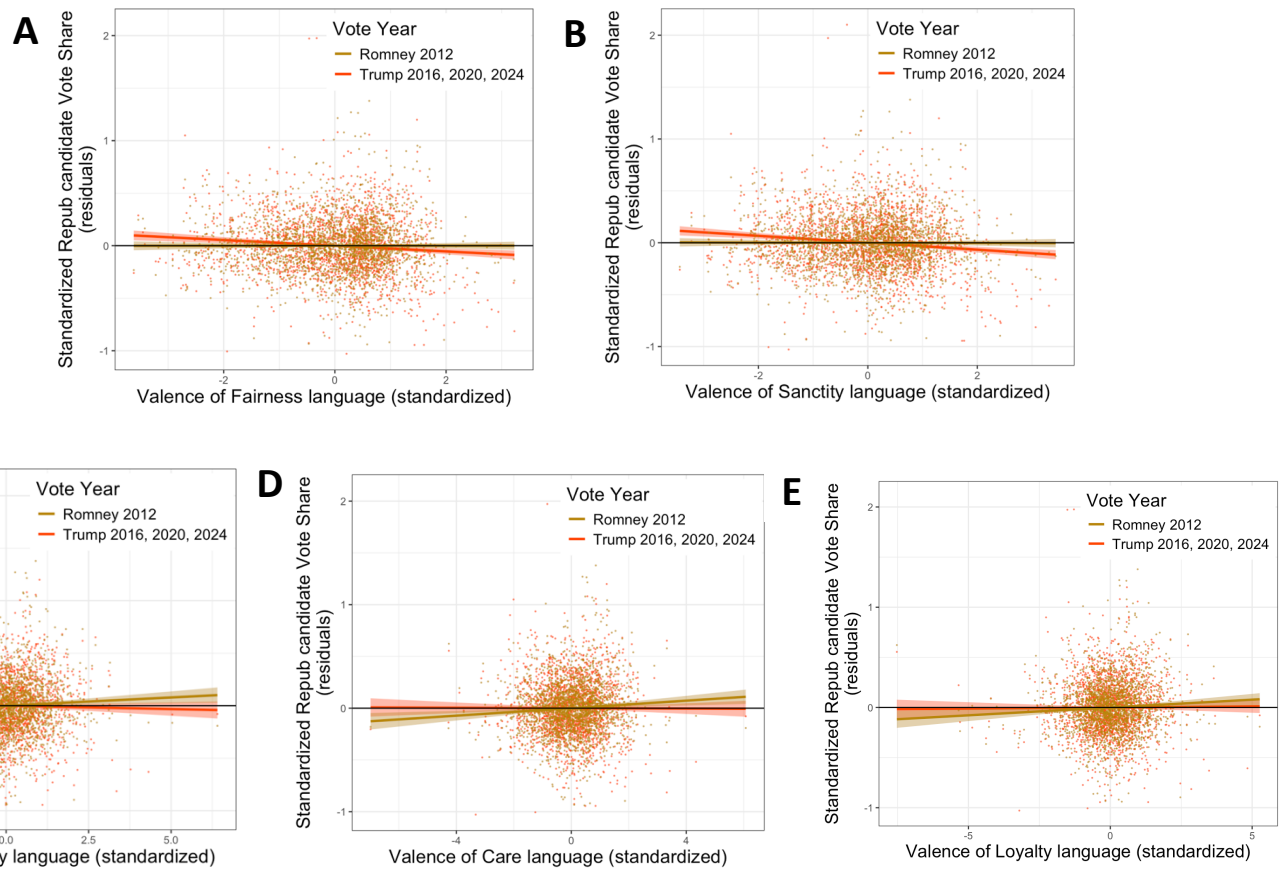 A
Standardized Repub candidate Vote Share
(residuals)
2
1
0
-1
Vote Year
Romney 2012
Trump 2016, 2020, 2024
-2
0
2
Valence of Fairness language (standardized)
B
Standardized Repub candidate Vote Share
(residuals)
2
1
0
-1
Vote Year
Romney 2012
Trump 2016, 2020, 2024
-2
0
2
Valence of Sanctity language (standardized)
Vote Year
Romney 2012
Trump 2016, 2020, 2024
0.0
2.5
5.0
y language (standardized)
D
Standardized Repub candidate Vote Share
(residuals)
2
1
0
-1
Vote Year
Romney 2012
Trump 2016, 2020, 2024
-4
0
4
Valence of Care language (standardized)
E
Standardized Repub candidate Vote Share
(residuals)
2
1
0
-1
Vote Year
Romney 2012
Trump 2016, 2020, 2024
-5
0
5
Valence of Loyalty language (standardized)